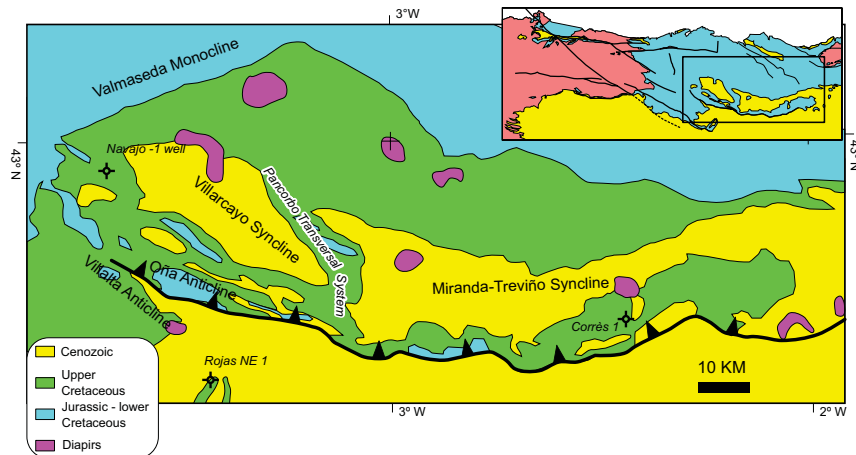 3°W
Valmaseda Monocline
43° N
43° N
Navajo -1 well
Villarcayo Syncline
Pancorbo Transversal System
Oña Anticline
Villalta Anticline
Miranda-Treviño Syncline
Corrès 1
Rojas NE 1
10 KM
Cenozoic
Upper
Cretaceous
Jurassic - lower
Cretaceous
Diapirs
3° W
2° W